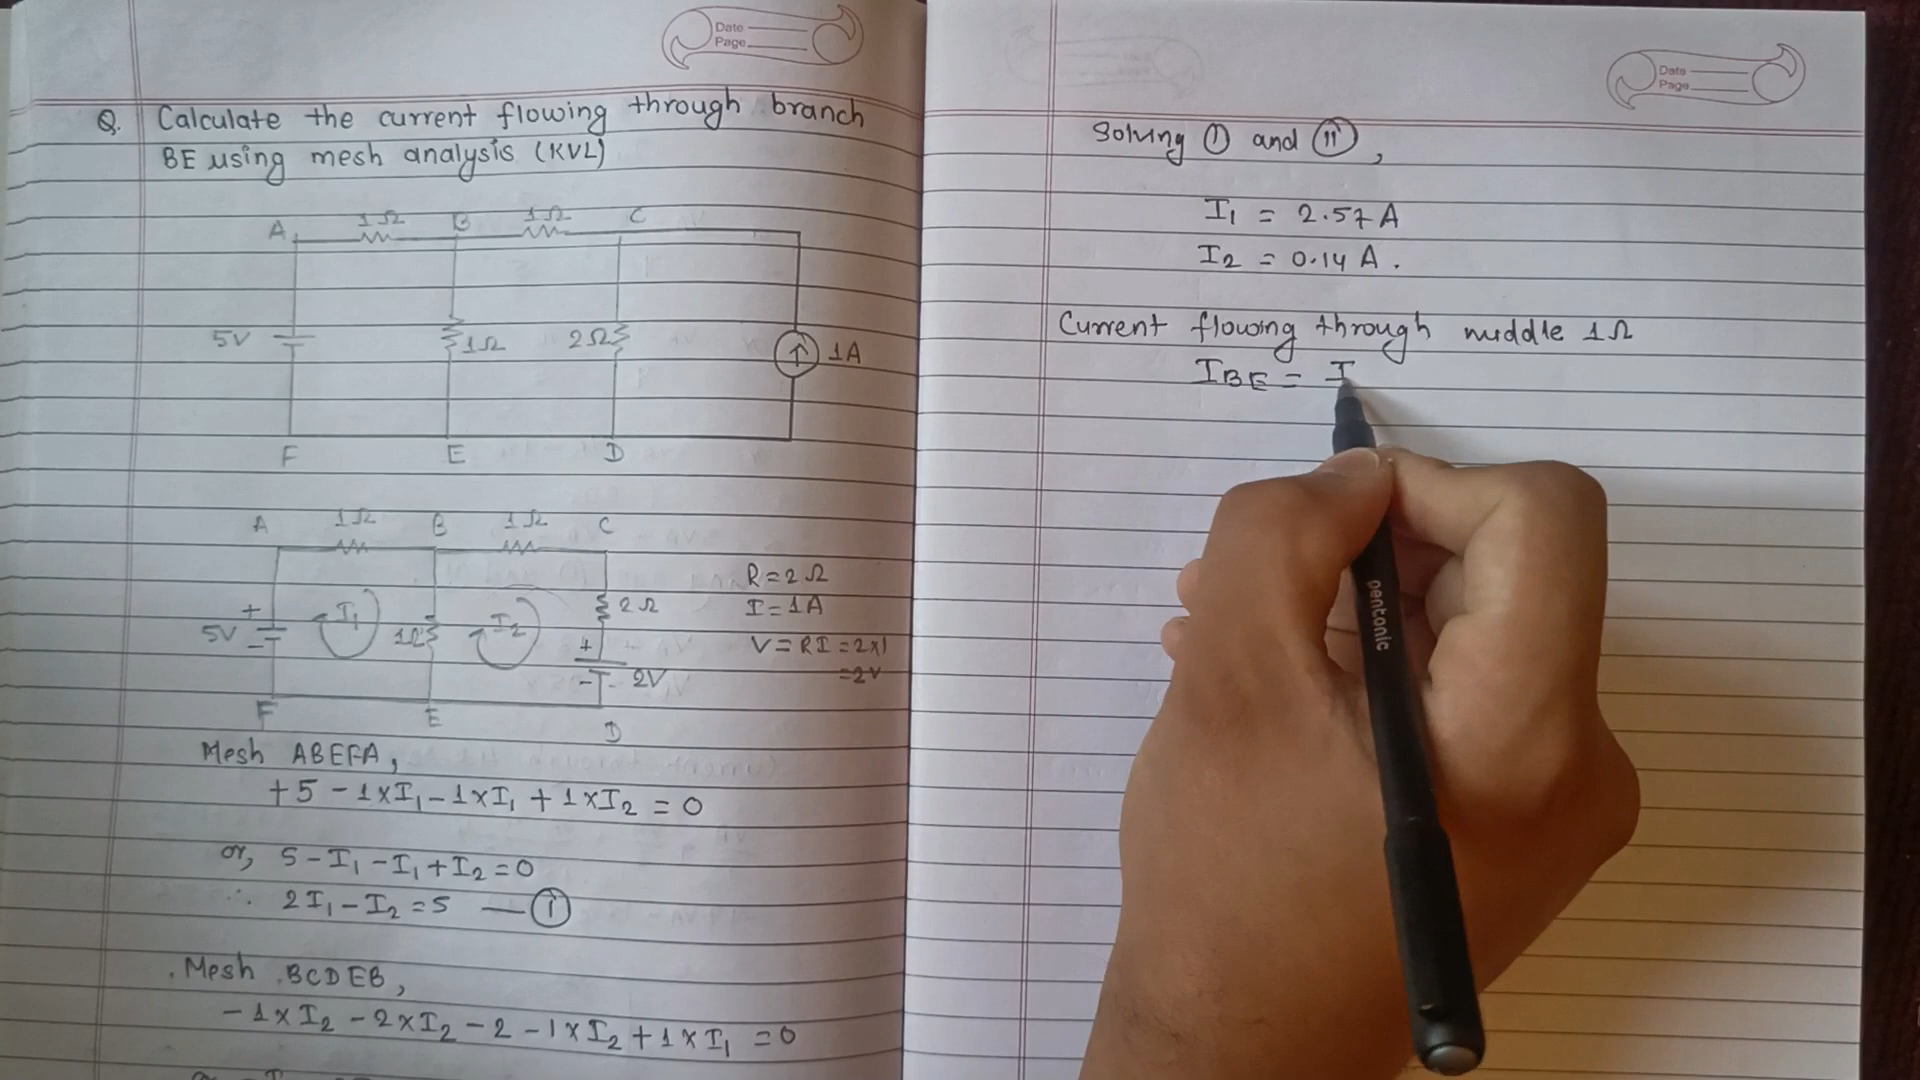 Date
Page
Q. Calculate the current flowing through branch
BE using mesh analysis (KVL)
A 1Ω B 1Ω C
5V 1Ω 2Ω 1A
F E D
A 1Ω B 1Ω C
R = 2Ω
+ I₁ I₂ 2Ω I = 1A
5V 1Ω + V = RI = 2×1
- - 2V =2V
F E D
Mesh ABEFA,
+5 - 1×I₁ - 1×I₁ + 1×I₂ = 0
or, 5 - I₁ - I₁ + I₂ = 0
∴ 2I₁ - I₂ = 5 — (i)
Mesh BCDEB,
-1×I₂ - 2×I₂ - 2 - 1×I₂ + 1×I₁ = 0
Date
Page
Solving (i) and (ii),
I₁ = 2.57 A
I₂ = 0.14 A.
Current flowing through middle 1Ω
I_BE = I
pentonic